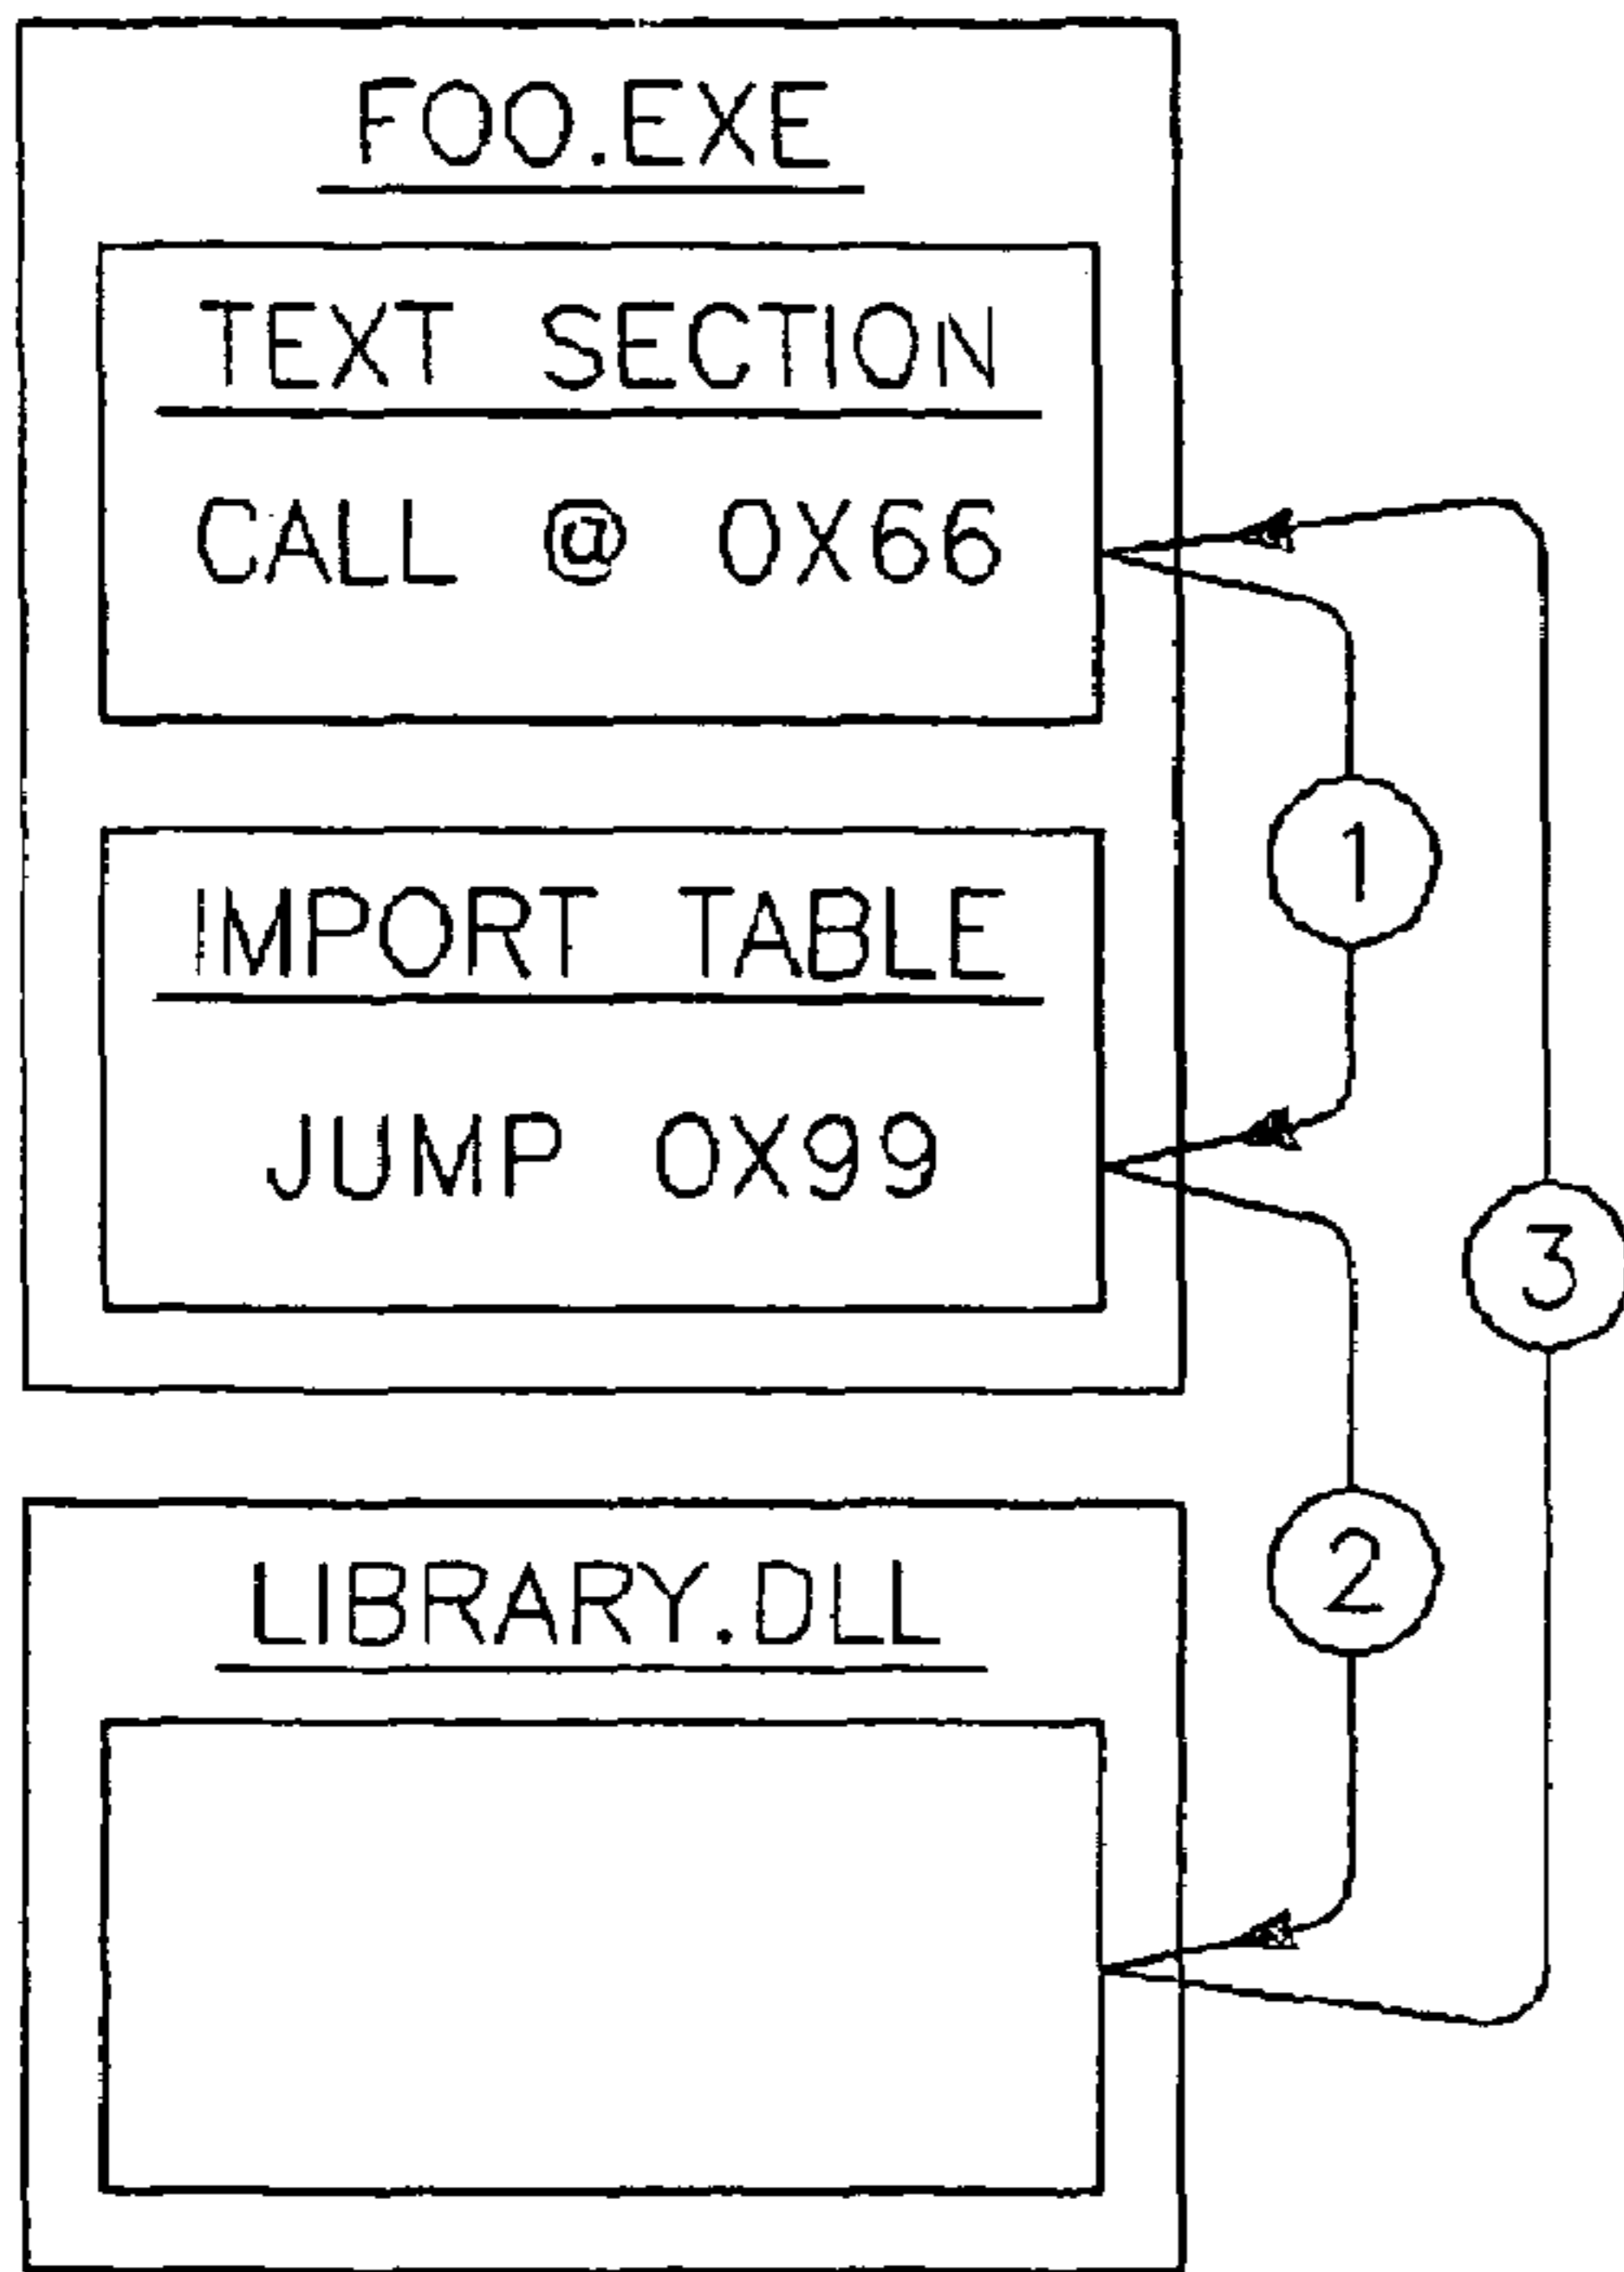 FOO.EXE
TEXT SECTION
CALL @ 0X66
1
IMPORT TABLE
JUMP 0X99
3
LIBRARY.DLL
2